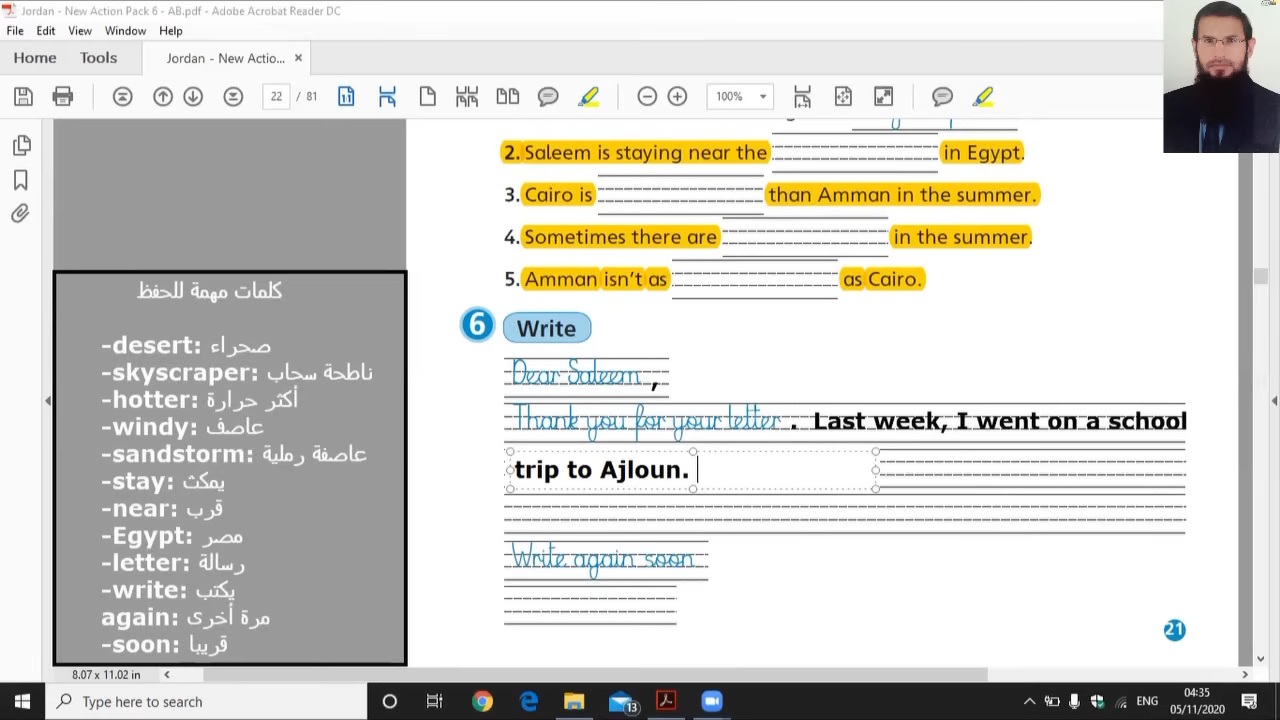 Jordan - New Action Pack 6 - AB.pdf - Adobe Acrobat Reader DC
File Edit View Window Help
Home Tools Jordan - New Actio... ×
22 / 81 100%
2. Saleem is staying near the in Egypt.
3. Cairo is than Amman in the summer.
4. Sometimes there are in the summer.
5. Amman isn't as as Cairo.
كلمات مهمة للحفظ
-desert: صحراء
-skyscraper: ناطحة سحاب
-hotter: أكثر حرارة
-windy: عاصف
-sandstorm: عاصفة رملية
-stay: يمكث
-near: قرب
-Egypt: مصر
-letter: رسالة
-write: يكتب
again: مرة أخرى
-soon: قريبا
6 Write
Dear Saleem ,
Thank you for your letter . Last week, I went on a school
trip to Ajloun.
Write again soon
21
8.07 x 11.02 in
Type here to search
13
ENG
04:35
05/11/2020